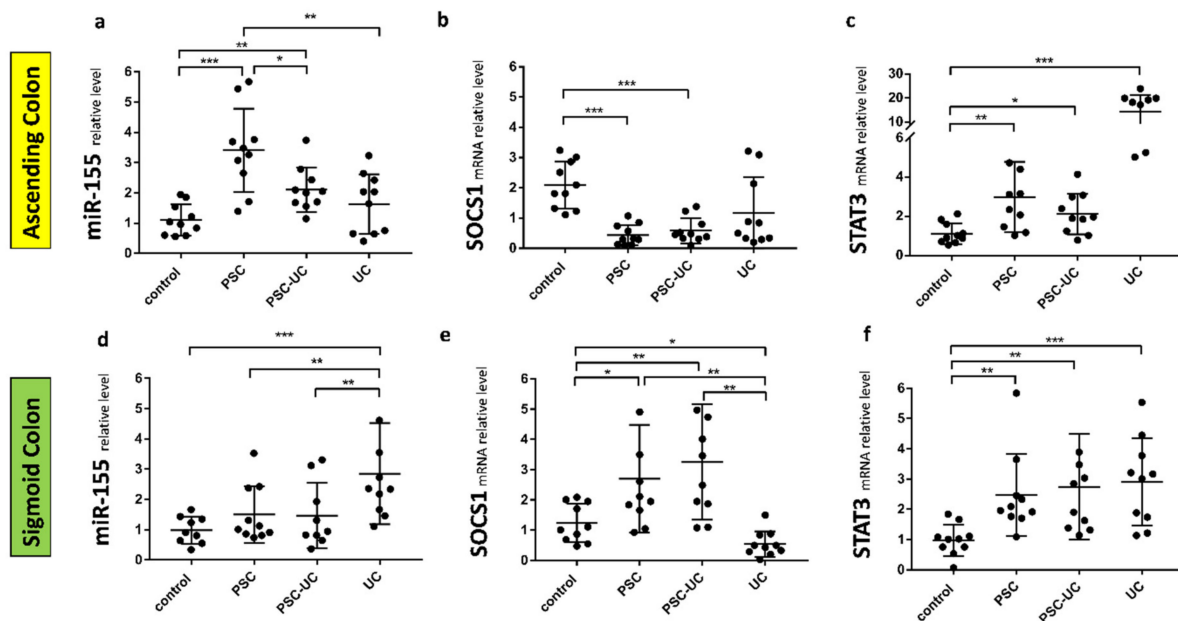 Ascending Colon
a
miR-155 relative level
6
5
4
3
2
1
0
***
**
*
**
control
PSC
PSC-UC
UC
b
SOCS1 mRNA relative level
6
5
4
3
2
1
0
***
***
control
PSC
PSC-UC
UC
c
STAT3 mRNA relative level
30
20
10
4
2
0
***
*
**
control
PSC
PSC-UC
UC
Sigmoid Colon
d
miR-155 relative level
6
5
4
3
2
1
0
***
**
**
control
PSC
PSC-UC
UC
e
SOCS1 mRNA relative level
6
5
4
3
2
1
0
*
**
*
**
**
control
PSC
PSC-UC
UC
f
STAT3 mRNA relative level
6
5
4
3
2
1
0
***
**
**
control
PSC
PSC-UC
UC